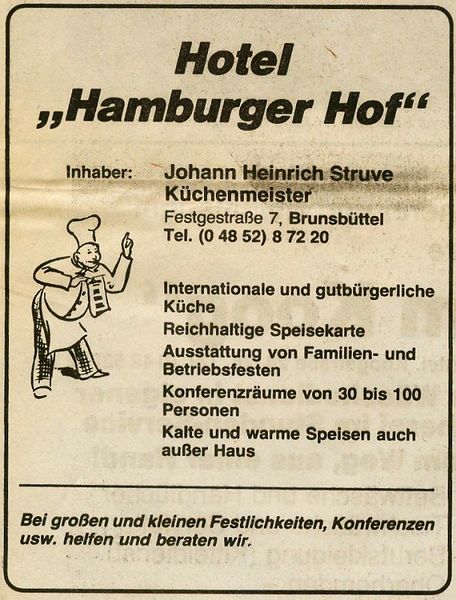 Hotel
„Hamburger Hof“
Inhaber: Johann Heinrich Struve
Küchenmeister
Festgestraße 7, Brunsbüttel
Tel. (0 48 52) 8 72 20
Internationale und gutbürgerliche
Küche
Reichhaltige Speisekarte
Ausstattung von Familien- und
Betriebsfesten
Konferenzräume von 30 bis 100
Personen
Kalte und warme Speisen auch
außer Haus
Bei großen und kleinen Festlichkeiten, Konferenzen
usw. helfen und beraten wir.